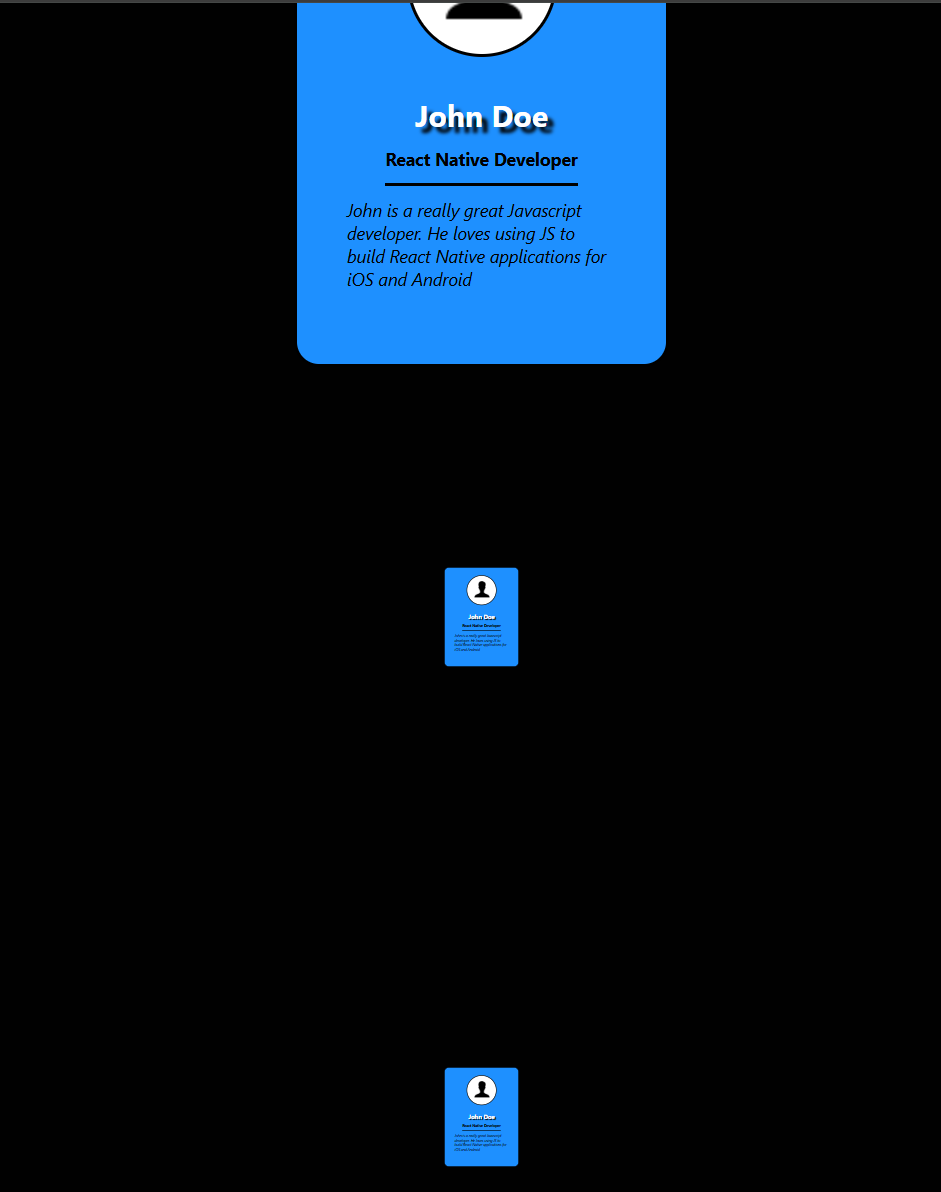 John Doe
React Native Developer
John is a really great Javascript
developer. He loves using JS to
build React Native applications for
iOS and Android
John Doe
React Native Developer
John is a really great Javascript
developer. He loves using JS to
build React Native applications for
iOS and Android
John Doe
React Native Developer
John is a really great Javascript
developer. He loves using JS to
build React Native applications for
iOS and Android